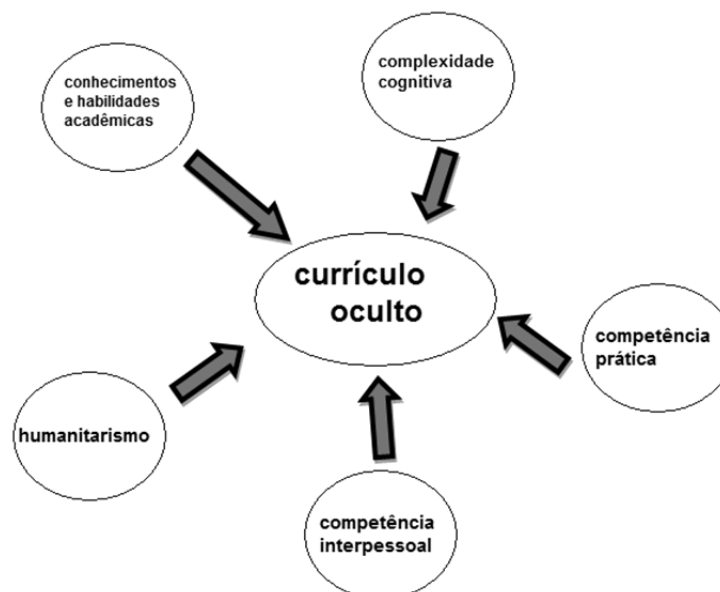 conhecimentos
e habilidades
acadêmicas
complexidade
cognitiva
currículo
oculto
competência
prática
humanitarismo
competência
interpessoal